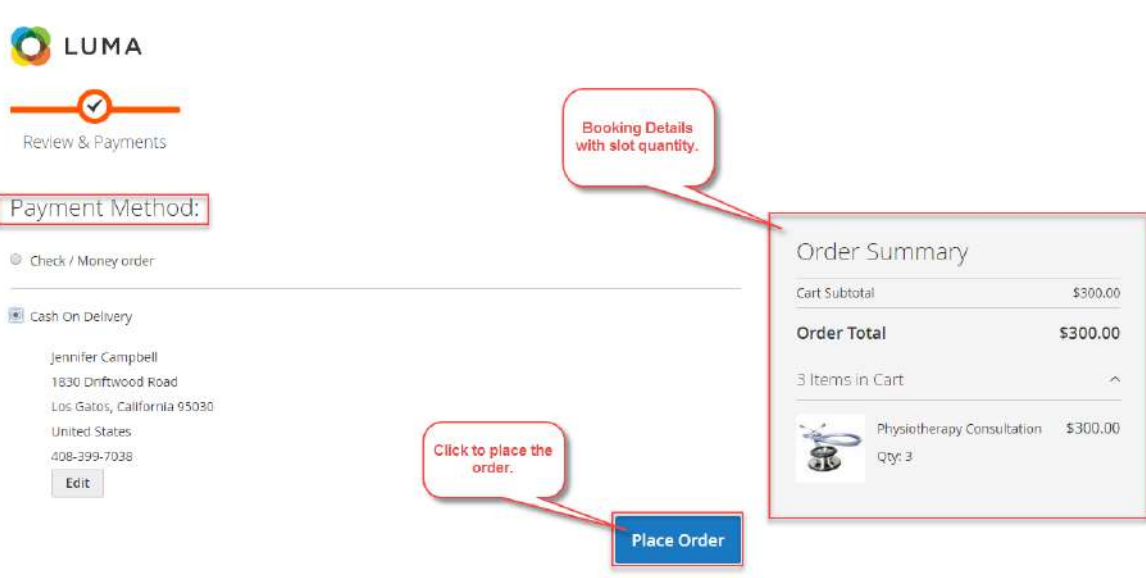 LUMA
Review & Payments
Booking Details
with slot quantity.
Payment Method:
Check / Money order
Cash On Delivery
Jennifer Campbell
1830 Driftwood Road
Los Gatos, California 95030
United States
408-399-7038
Edit
Click to place the
order.
Place Order
Order Summary
Cart Subtotal $300.00
Order Total $300.00
3 Items in Cart
Physiotherapy Consultation $300.00
Qty: 3